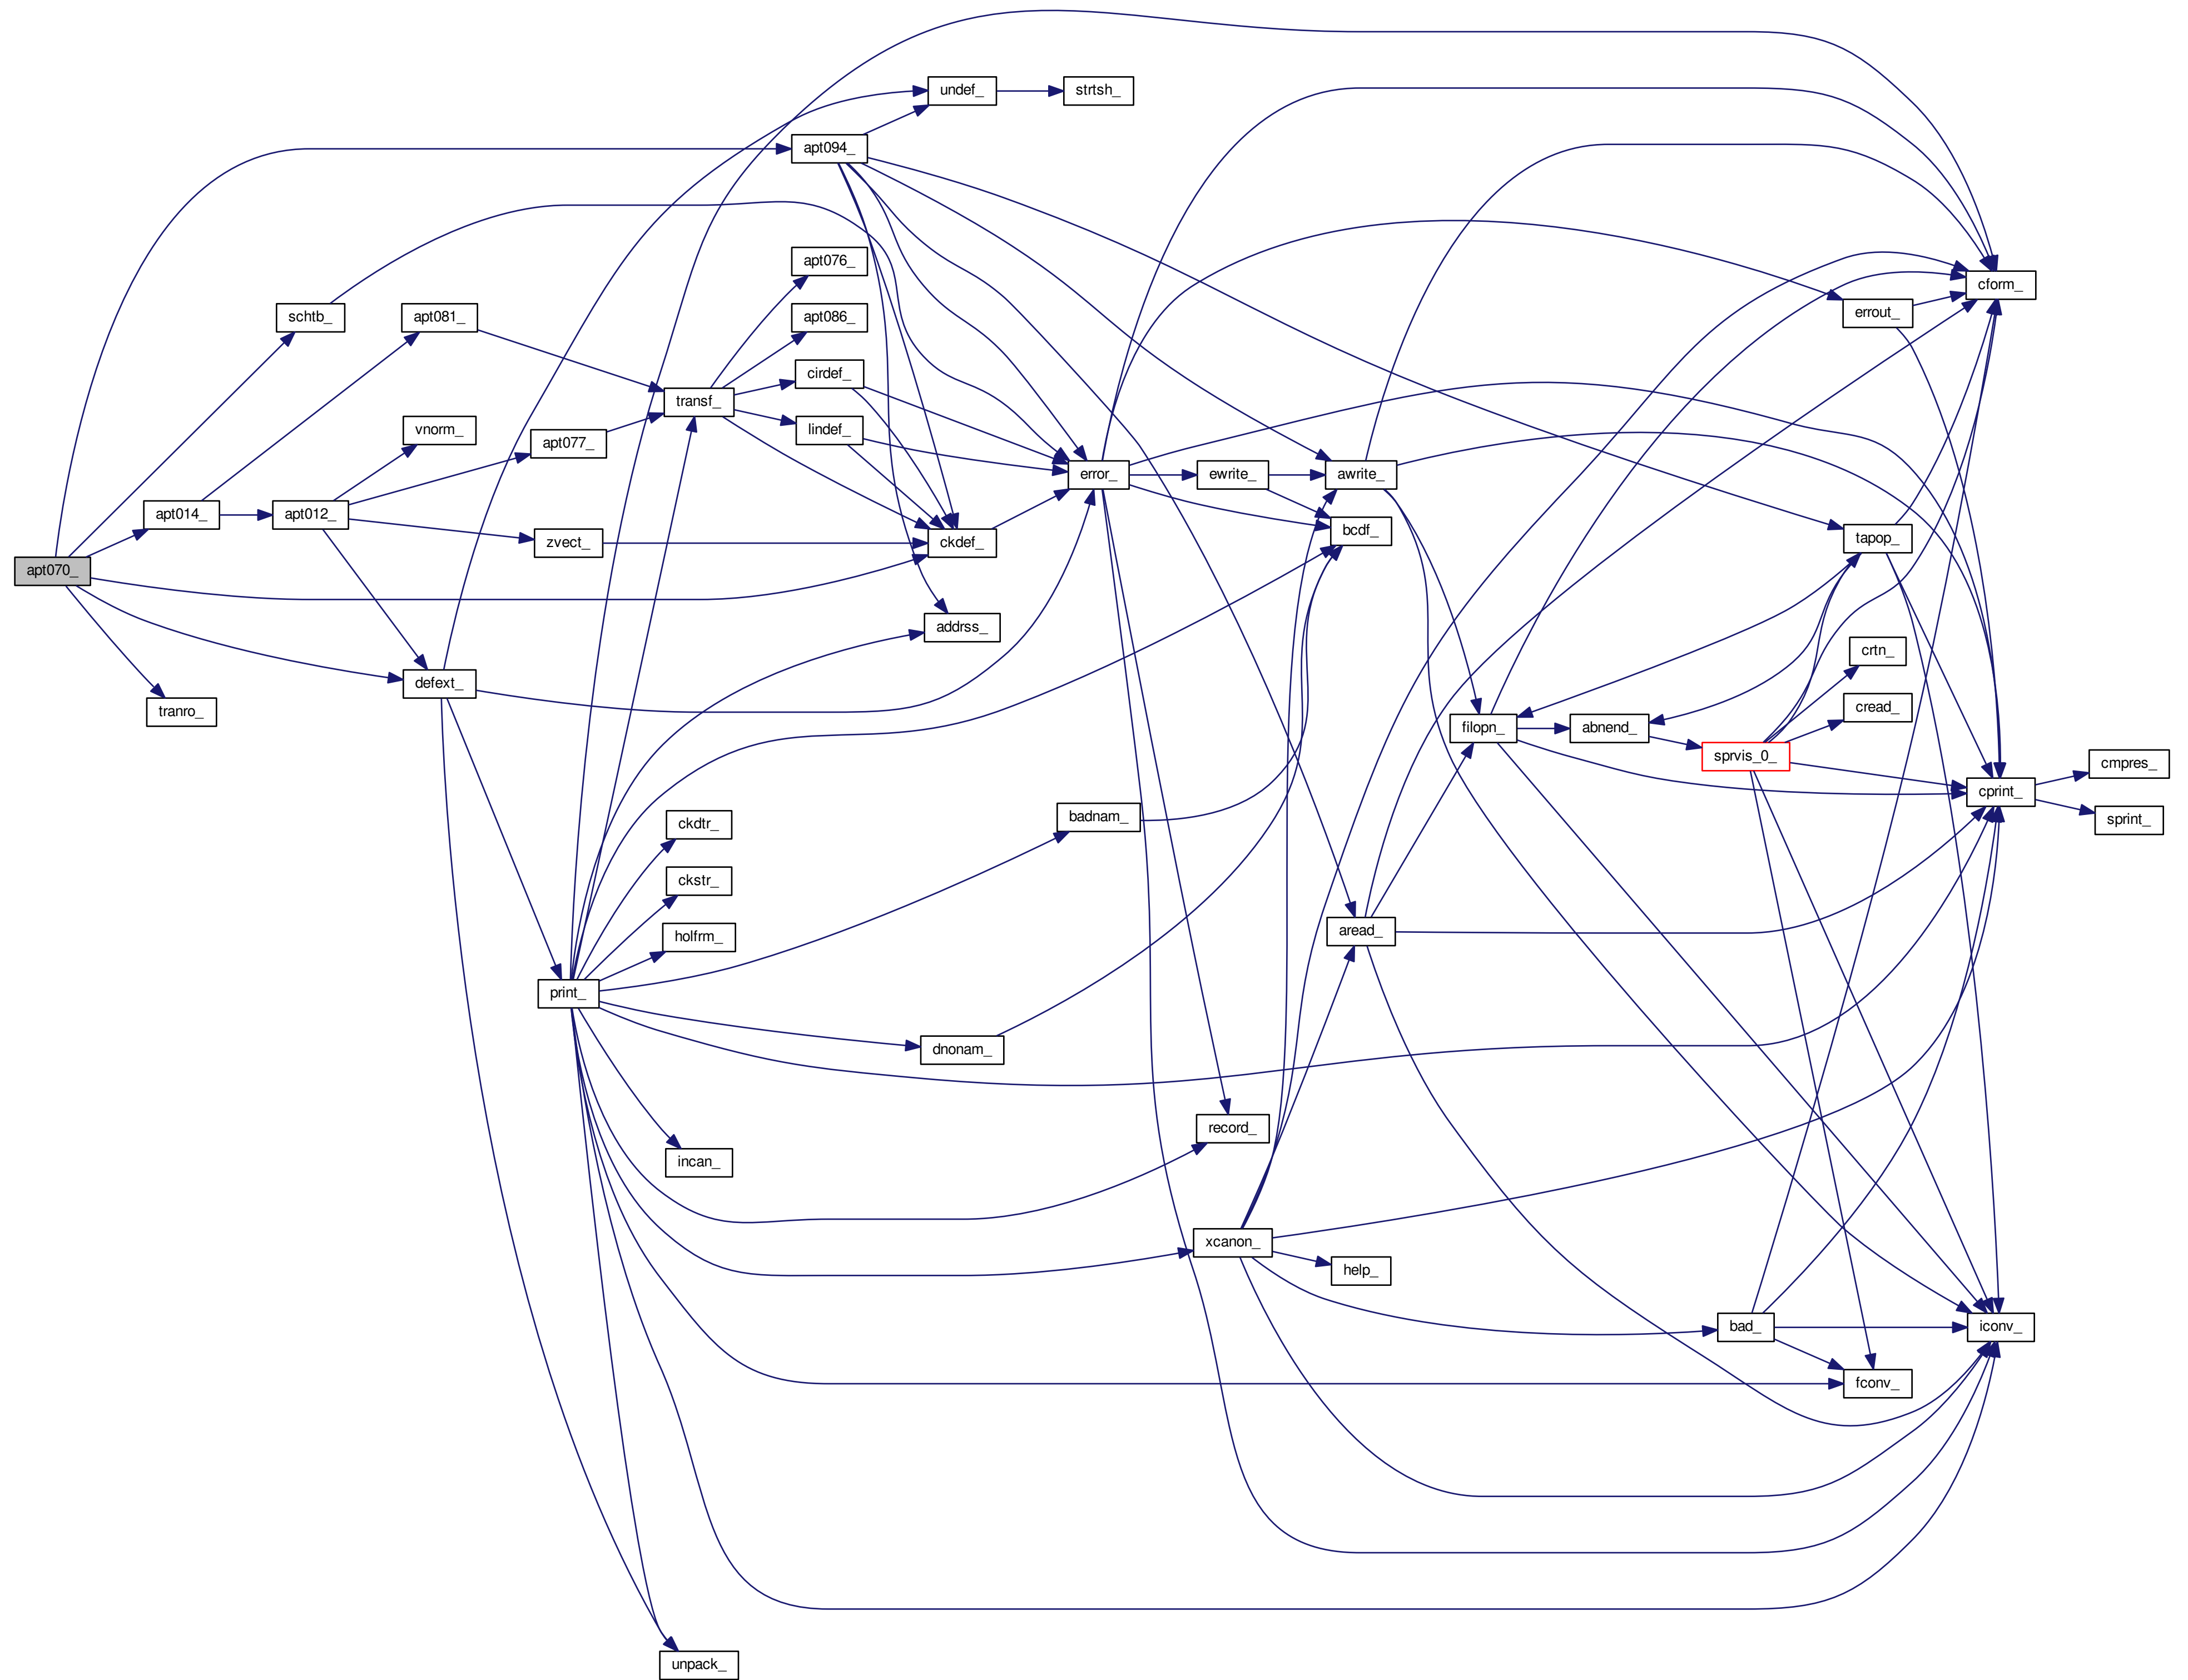 undef_
strtsh_
apt094_
apt076_
cform_
schtb_
apt081_
apt086_
errout_
cirdef_
transf_
vnorm_
apt077_
lindef_
error_
ewrite_
awrite_
apt014_
apt012_
bcdf_
tapop_
zvect_
ckdef_
apt070_
addrss_
crtn_
defext_
cread_
tranro_
filopn_
abnend_
sprvis_0_
cmpres_
cprint_
badnam_
sprint_
ckdtr_
ckstr_
aread_
holfrm_
print_
dnonam_
record_
incan_
xcanon_
help_
bad_
iconv_
fconv_
unpack_